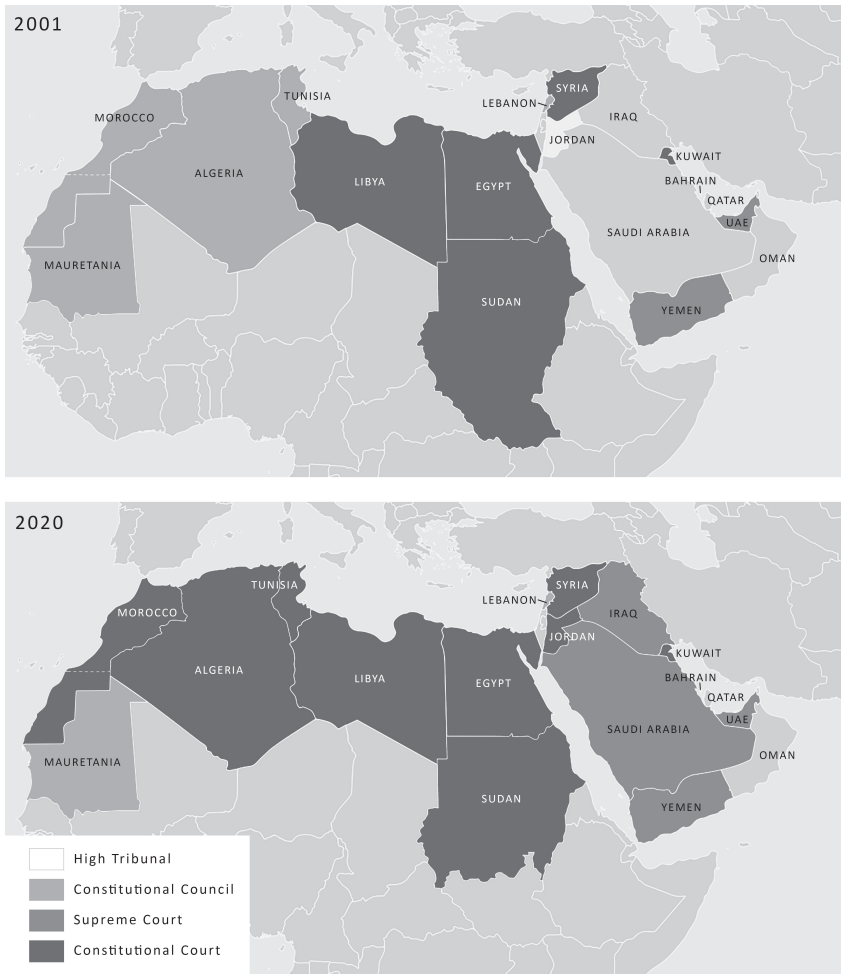 2001
TUNISIA
SYRIA
LEBANON
MOROCCO
IRAQ
JORDAN
KUWAIT
ALGERIA
LIBYA
EGYPT
BAHRAIN
QATAR
UAE
SAUDI ARABIA
OMAN
MAURETANIA
SUDAN
YEMEN
2020
TUNISIA
SYRIA
LEBANON
MOROCCO
IRAQ
JORDAN
KUWAIT
ALGERIA
LIBYA
EGYPT
BAHRAIN
QATAR
UAE
SAUDI ARABIA
OMAN
MAURETANIA
SUDAN
YEMEN
High Tribunal
Constitutional Council
Supreme Court
Constitutional Court